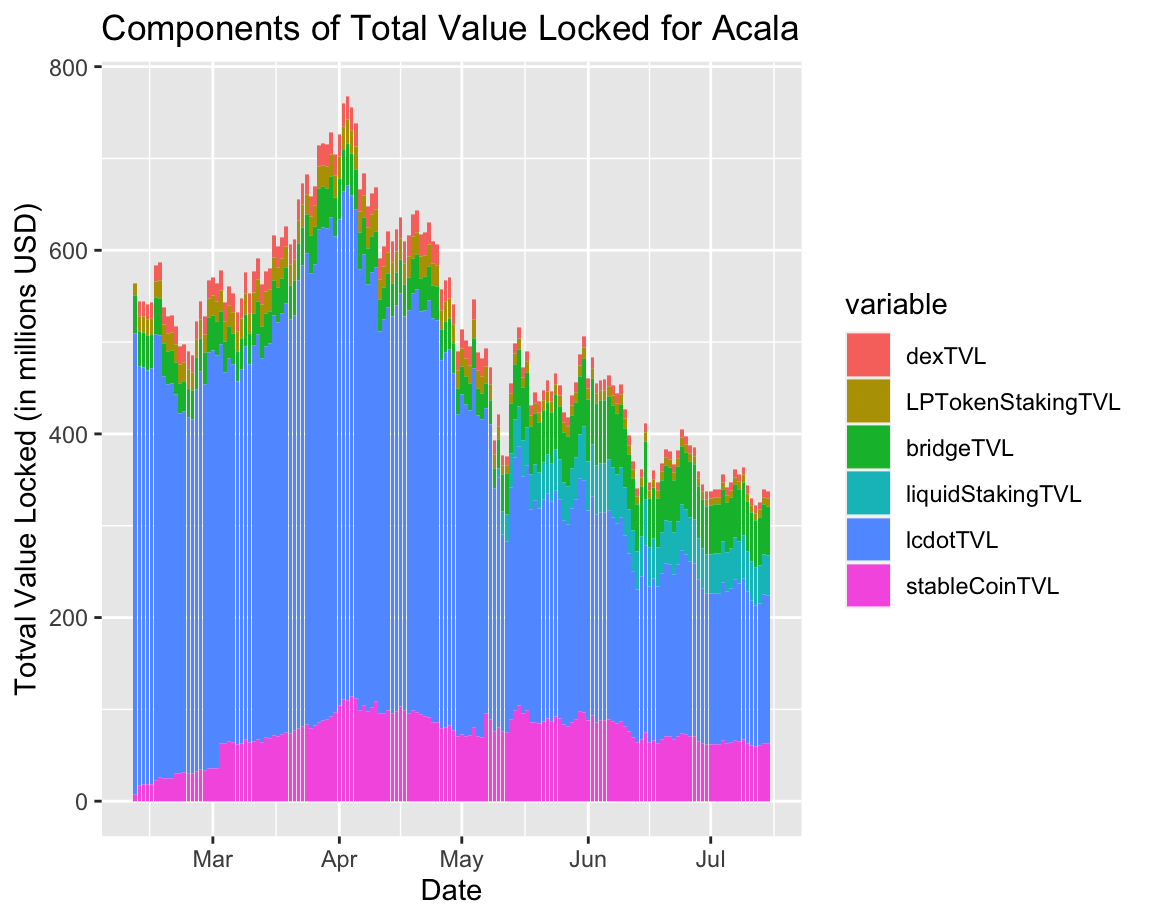 Components of Total Value Locked for Acala
Totval Value Locked (in millions USD)
800
600
400
200
0
Mar
Apr
May
Jun
Jul
Date
variable
dexTVL
LPTokenStakingTVL
bridgeTVL
liquidStakingTVL
lcdotTVL
stableCoinTVL